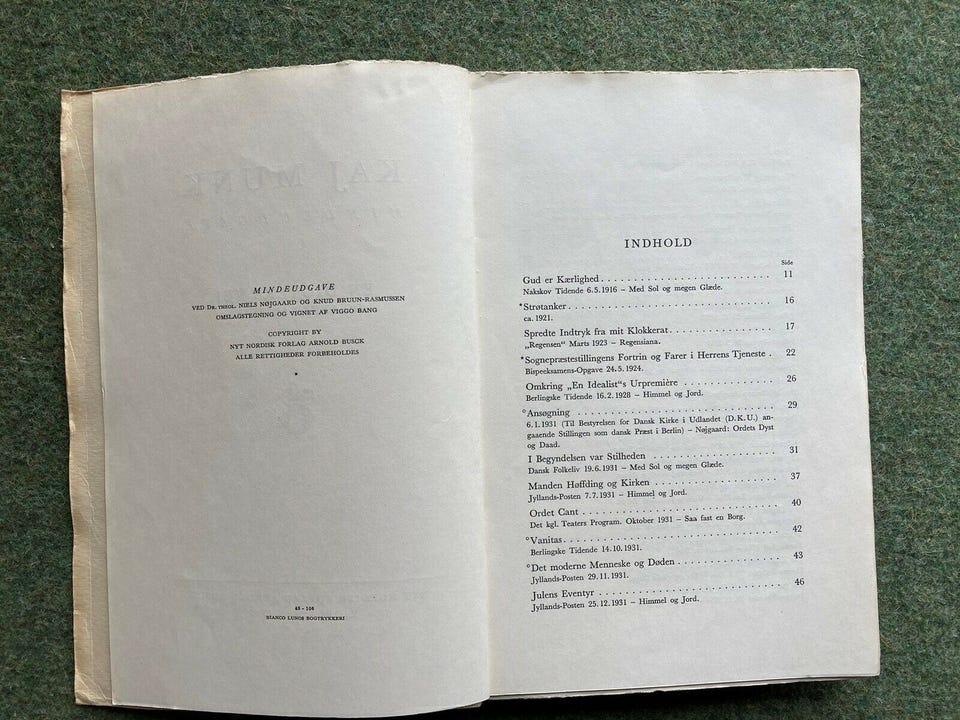 MINDEUDGAVE
VED DR. THEOL. NIELS NØJGAARD OG KNUD BRUUN-RASMUSSEN
OMSLAGSTEGNING OG VIGNET AF VIGGO BANG
COPYRIGHT BY
NYT NORDISK FORLAG ARNOLD BUSCK
ALLE RETTIGHEDER FORBEHOLDES
*
BIANCO LUNOS BOGTRYKKERI
INDHOLD
Side
Gud er Kærlighed . . . . . . . . . . . . . . . . . . . . . . . . . 11
Nakskov Tidende 6.5.1916 – Med Sol og megen Glæde.
*Strøtanker . . . . . . . . . . . . . . . . . . . . . . . . . . . . . . 16
ca. 1921.
Spredte Indtryk fra mit Klokkerat . . . . . . . . . . . . . . . 17
„Regensen“ Marts 1923 – Regensiana.
*Sognepræstestillingens Fortrin og Farer i Herrens Tjeneste . 22
Bispeeksamens-Opgave 24.5.1924.
Omkring „En Idealist“s Urpremière . . . . . . . . . . . . . 26
Berlingske Tidende 16.2.1928 – Himmel og Jord.
°Ansøgning . . . . . . . . . . . . . . . . . . . . . . . . . . . . . 29
6.1.1931 (Til Bestyrelsen for Dansk Kirke i Udlandet (D.K.U.) an-
gaaende Stillingen som dansk Præst i Berlin) – Nøjgaard: Ordets Dyst
og Daad.
I Begyndelsen var Stilheden . . . . . . . . . . . . . . . . . . 31
Dansk Folkeliv 19.6.1931 – Med Sol og megen Glæde.
Manden Høffding og Kirken . . . . . . . . . . . . . . . . . . 37
Jyllands-Posten 7.7.1931 – Himmel og Jord.
Ordet Cant . . . . . . . . . . . . . . . . . . . . . . . . . . . . . 40
Det kgl. Teaters Program. Oktober 1931 – Saa fast en Borg.
°Vanitas . . . . . . . . . . . . . . . . . . . . . . . . . . . . . . . 42
Berlingske Tidende 14.10.1931.
°Det moderne Menneske og Døden . . . . . . . . . . . . . . 43
Jyllands-Posten 29.11.1931.
Julens Eventyr . . . . . . . . . . . . . . . . . . . . . . . . . . . 46
Jyllands-Posten 25.12.1931 – Himmel og Jord.